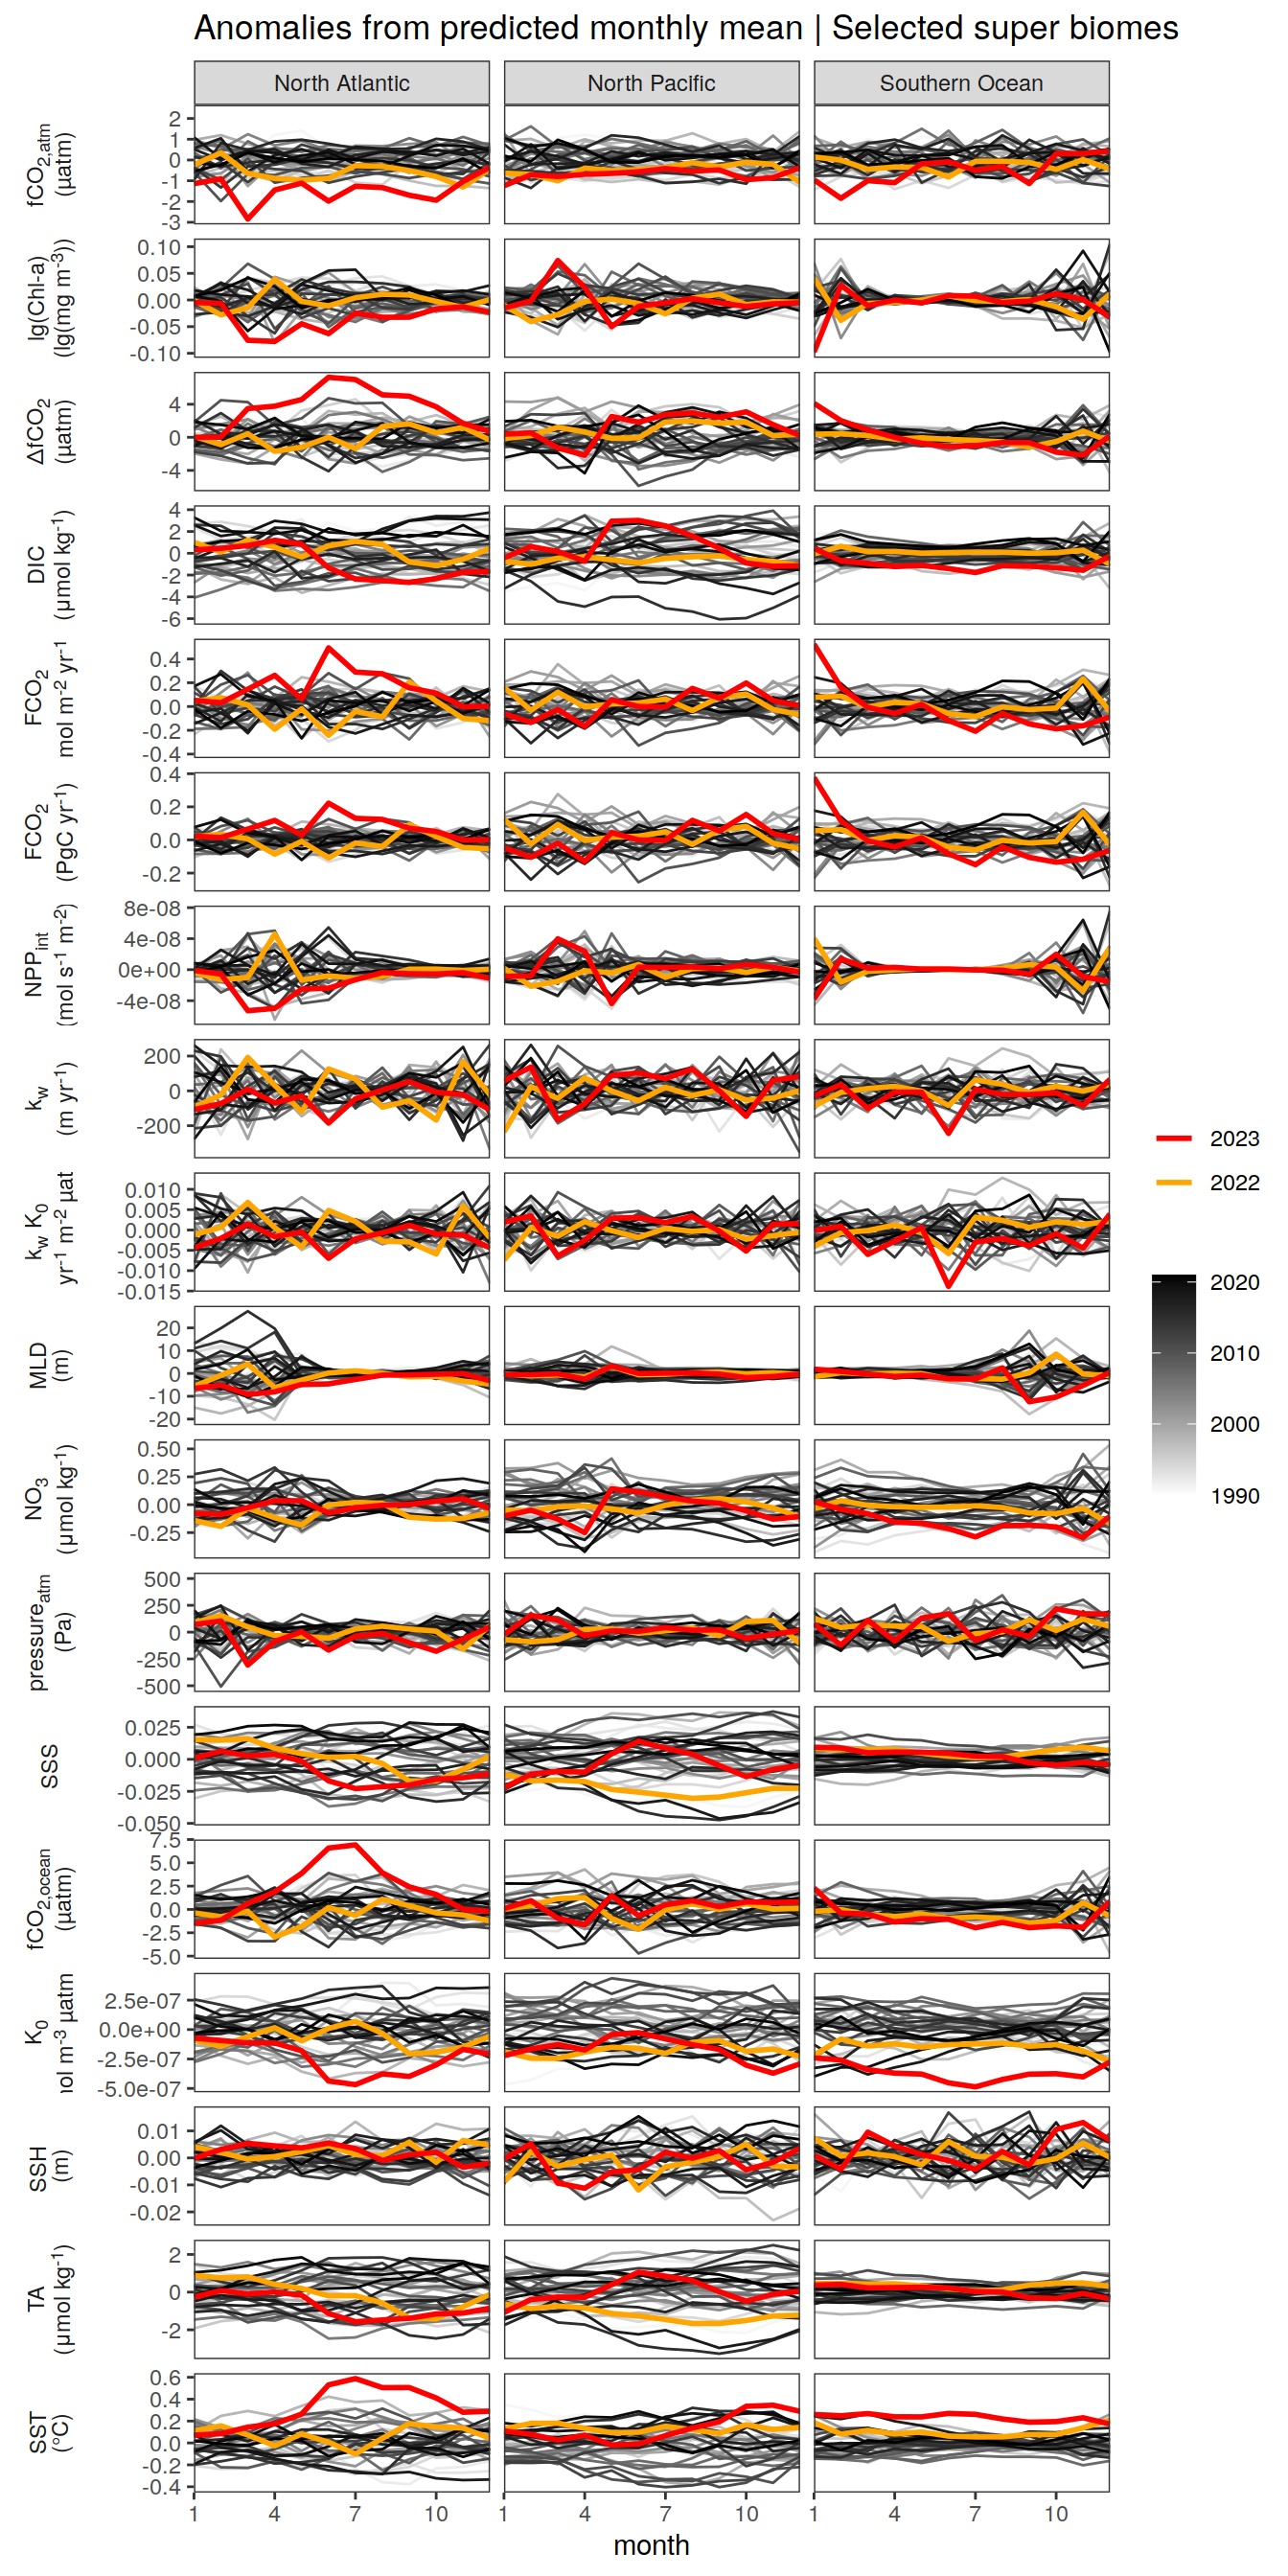 Anomalies from predicted monthly mean | Selected super biomes
North Atlantic North Pacific Southern Ocean
fCO2,atm
(µatm)
2
1
0
-1
-2
-3
lg(Chl-a)
(lg(mg m-3))
0.10
0.05
0.00
-0.05
-0.10
ΔfCO2
(µatm)
4
0
-4
DIC
(µmol kg-1)
4
2
0
-2
-4
-6
FCO2
mol m-2 yr-1
0.4
0.2
0.0
-0.2
-0.4
FCO2
(PgC yr-1)
0.4
0.2
0.0
-0.2
NPPint
(mol s-1 m-2)
8e-08
4e-08
0e+00
-4e-08
kw
(m yr-1)
200
0
-200
kw K0
yr-1 m-2 µat
0.010
0.005
0.000
-0.005
-0.010
-0.015
MLD
(m)
20
10
0
-10
-20
NO3
(µmol kg-1)
0.50
0.25
0.00
-0.25
pressureatm
(Pa)
500
250
0
-250
-500
SSS
0.025
0.000
-0.025
-0.050
fCO2,ocean
(µatm)
7.5
5.0
2.5
0.0
-2.5
-5.0
K0
ol m-3 µatm
2.5e-07
0.0e+00
-2.5e-07
-5.0e-07
SSH
(m)
0.01
0.00
-0.01
-0.02
TA
(µmol kg-1)
2
0
-2
SST
(°C)
0.6
0.4
0.2
0.0
-0.2
-0.4
1 4 7 10 1 4 7 10 1 4 7 10
month
2023
2022
2020
2010
2000
1990